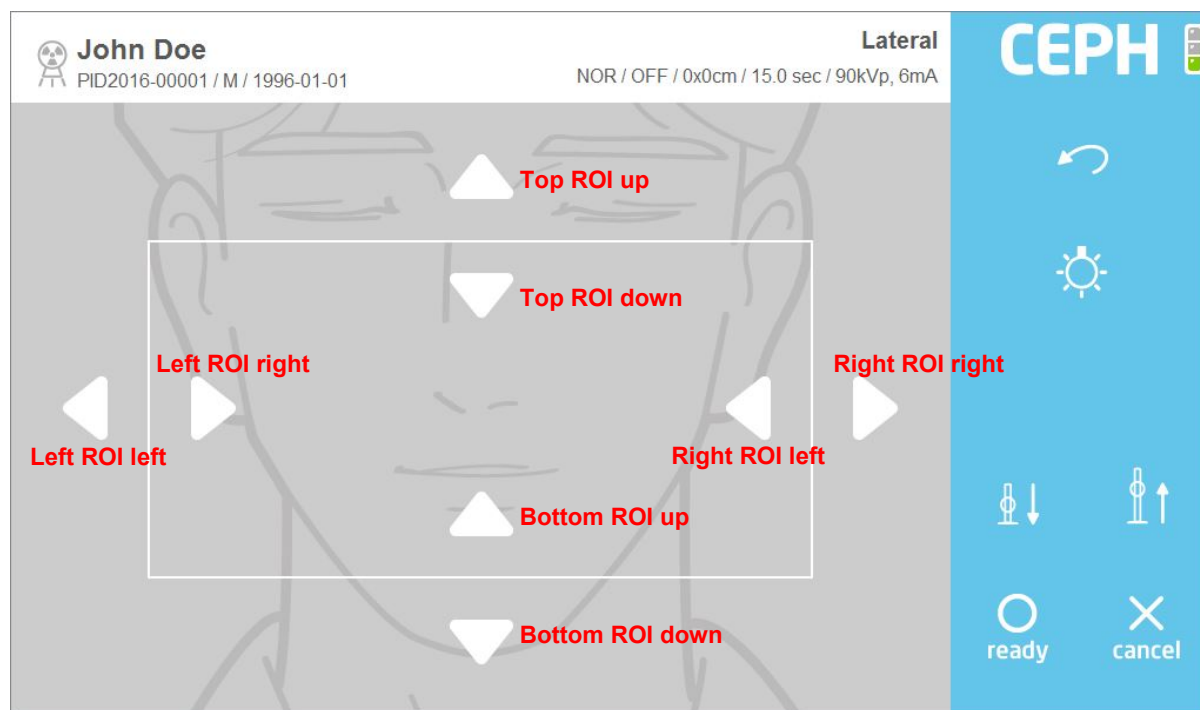 John Doe
PID2016-00001 / M / 1996-01-01
Lateral
NOR / OFF / 0x0cm / 15.0 sec / 90kVp, 6mA
CEPH
Top ROI up
Top ROI down
Left ROI right
Right ROI right
Left ROI left
Right ROI left
Bottom ROI up
Bottom ROI down
ready
cancel